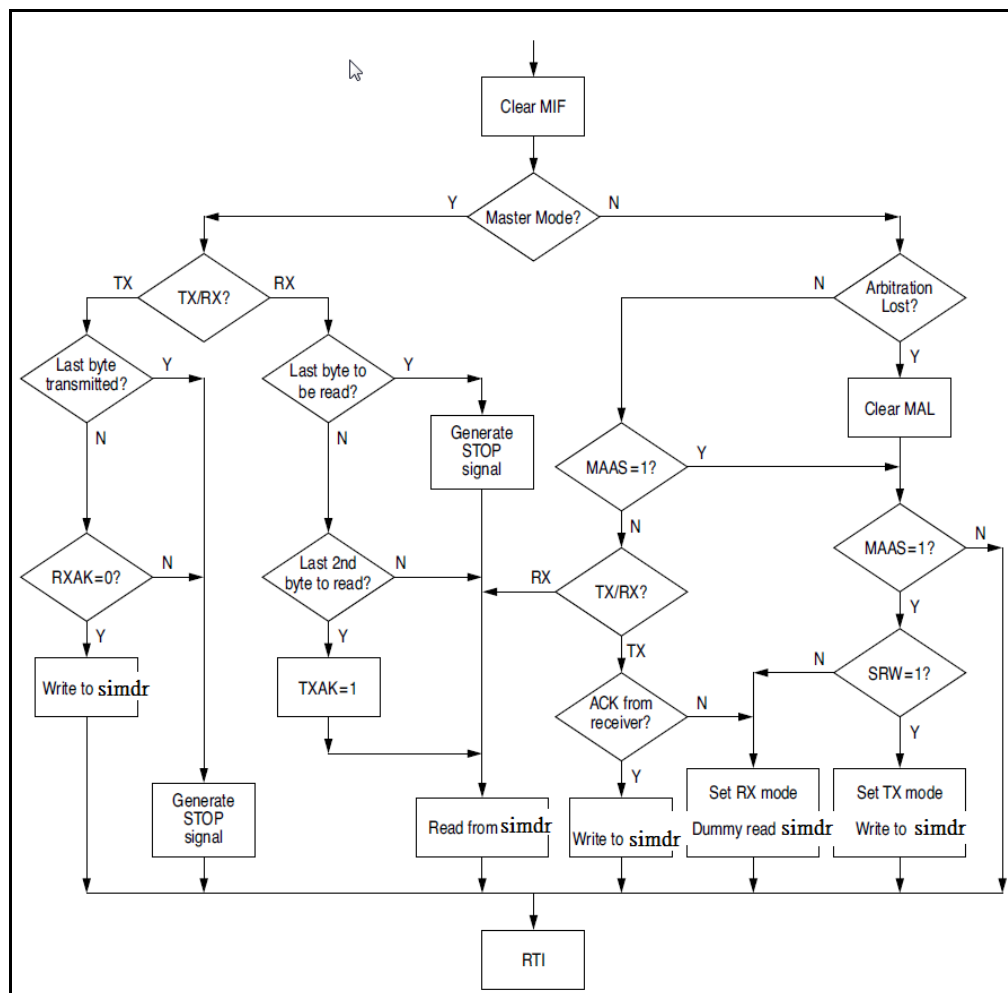 Clear MIF
Y
N
Master Mode?
TX
TX/RX?
RX
N
Arbitration
Lost?
Y
Last byte
transmitted?
Y
Last byte to
be read?
Y
Clear MAL
N
N
Generate
STOP
signal
MAAS=1?
Y
N
MAAS=1?
N
RXAK=0?
N
Last 2nd
byte to read?
N
RX
TX/RX?
Y
Y
Y
TX
N
SRW=1?
Write to simdr
TXAK=1
ACK from
receiver?
N
Y
Y
Generate
STOP
signal
Read from simdr
Write to simdr
Set RX mode
Dummy read simdr
Set TX mode
Write to simdr
RTI